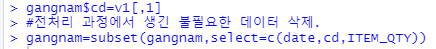 > gangnam$cd=v1[,1]
> #전처리 과정에서 생긴 불필요한 데이터 삭제.
> gangnam=subset(gangnam,select=c(date,cd,ITEM_QTY))